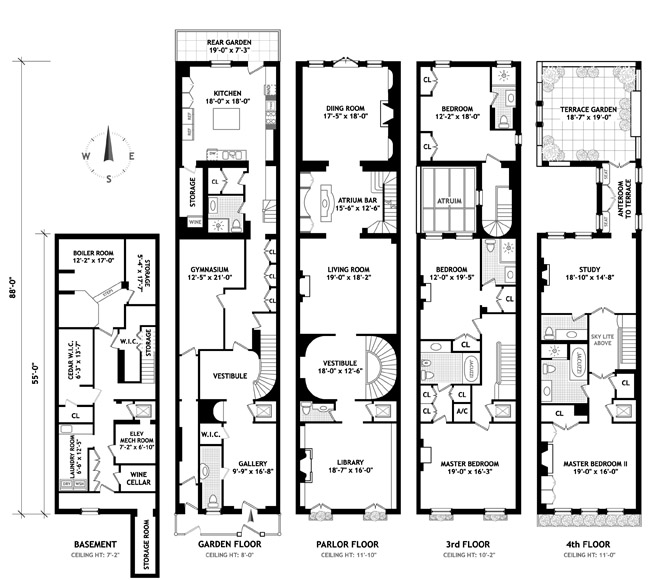 REAR GARDEN
19'-0" x 7'-3"
KITCHEN
18'-0" x 18'-0"
REF
REF
DW
CL
CL
STORAGE
WINE
GYMNASIUM
12'-5" x 21'-0"
CL
CL
CL
VESTIBULE
W.I.C.
GALLERY
9'-9" x 16'-8"
GARDEN FLOOR
CEILING HT: 8'-0"
N
W
E
S
88'-0"
55'-0"
BOILER ROOM
12'-2" x 17'-0"
STORAGE
5'-4" x 17'-7"
STEPS
W.I.C.
STORAGE
CEDAR W.I.C.
6'-3" x 13'-7"
CL
LAUNDRY ROOM
6'-6" x 12'-5"
DRY
WSH
ELEV
MECH ROOM
7'-2" x 6'-10"
WINE
CELLAR
STORAGE ROOM
BASEMENT
CEILING HT: 7'-2"
DIING ROOM
17'-5" x 18'-0"
ATRIUM BAR
15'-6" x 12'-6"
LIVING ROOM
19'-0" x 18'-2"
VESTIBULE
18'-0" x 12'-6"
LIBRARY
18'-7" x 16'-0"
PARLOR FLOOR
CEILING HT: 11'-10"
CL
BEDROOM
12'-2" x 18'-0"
CL
ATRUIM
BEDROOM
12'-0" x 19'-5"
CL
CL
CL
JACUZZI
CL
CL
CL
CL
A/C
MASTER BEDROOM
19'-0" x 16'-3"
3rd FLOOR
CEILING HT: 10'-2"
TERRACE GARDEN
18'-7" x 19'-0"
SEAT
SEAT
ANTEROOM
TO TERRACE
STUDY
18'-10" x 14'-8"
SKY LITE
ABOVE
JACUZZI
CL
CL
CL
MASTER BEDROOM II
19'-0" x 16'-0"
4th FLOOR
CEILING HT: 11'-0"